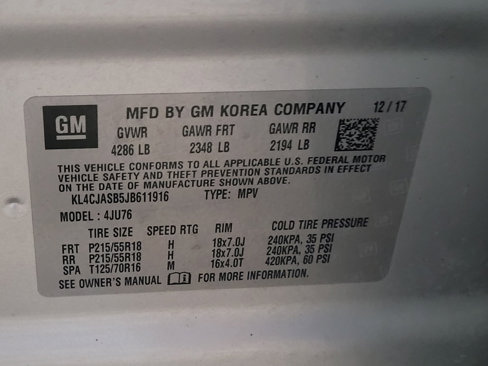 GM
MFD BY GM KOREA COMPANY 12/17
GVWR GAWR FRT GAWR RR
4286 LB 2348 LB 2194 LB
THIS VEHICLE CONFORMS TO ALL APPLICABLE U.S. FEDERAL MOTOR
VEHICLE SAFETY AND THEFT PREVENTION STANDARDS IN EFFECT
ON THE DATE OF MANUFACTURE SHOWN ABOVE.
KL4CJASB5JB611916 TYPE: MPV
MODEL : 4JU76
TIRE SIZE SPEED RTG RIM COLD TIRE PRESSURE
FRT P215/55R18 H 18x7.0J 240KPA, 35 PSI
RR P215/55R18 H 18x7.0J 240KPA, 35 PSI
SPA T125/70R16 M 16x4.0T 420KPA, 60 PSI
SEE OWNER'S MANUAL FOR MORE INFORMATION.